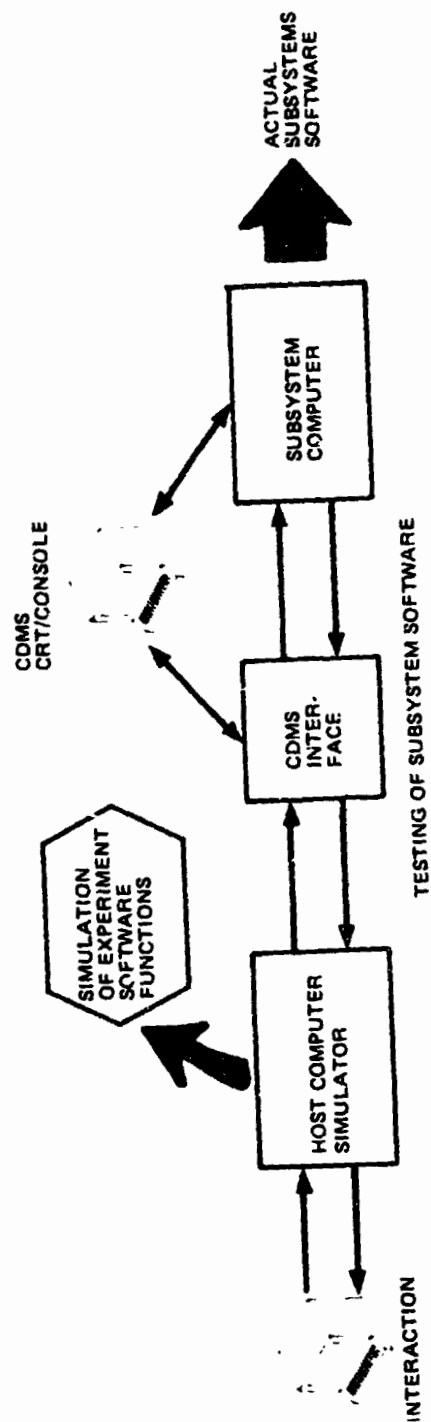 CDMS
CRT/CONSOLE
SIMULATION
OF EXPERIMENT
SOFTWARE
FUNCTIONS
INTERACTION
HOST COMPUTER
SIMULATOR
CDMS
INTER-
FACE
SUBSYSTEM
COMPUTER
ACTUAL
SUBSYSTEMS
SOFTWARE
TESTING OF SUBSYSTEM SOFTWARE